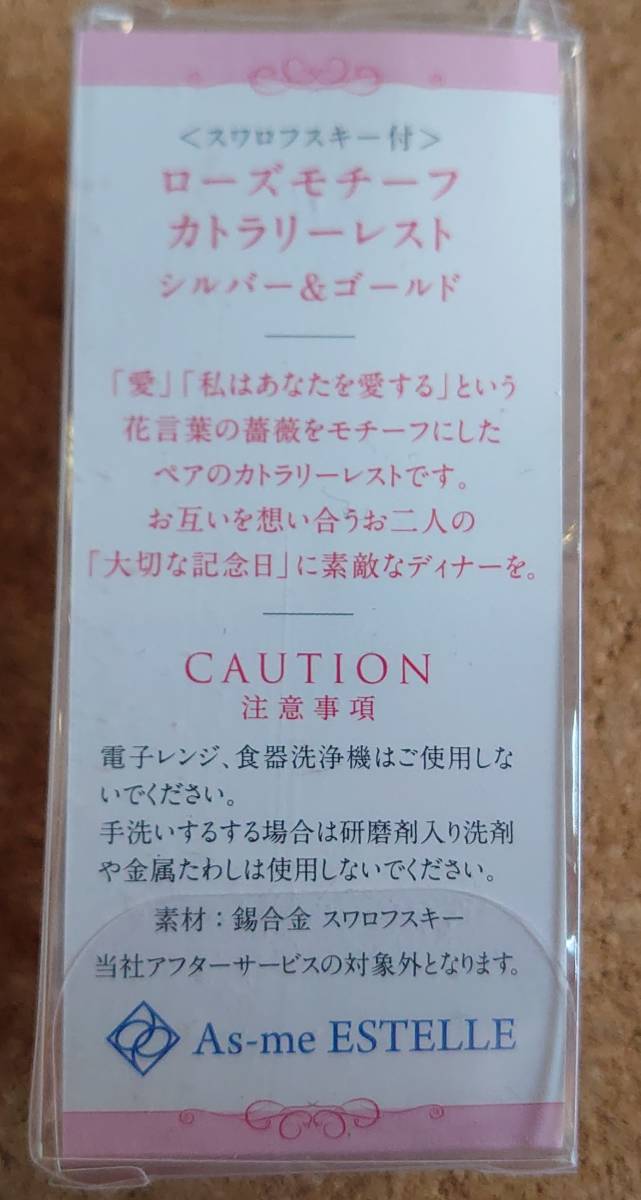 ＜スワロフスキー付＞
ローズモチーフ
カトラリーレスト
シルバー＆ゴールド
「愛」「私はあなたを愛する」という
花言葉の薔薇をモチーフにした
ペアのカトラリーレストです。
お互いを想い合うお二人の
「大切な記念日」に素敵なディナーを。
CAUTION
注意事項
電子レンジ、食器洗浄機はご使用しな
いでください。
手洗いするする場合は研磨剤入り洗剤
や金属たわしは使用しないでください。
素材：錫合金 スワロフスキー
当社アフターサービスの対象外となります。
As-me ESTELLE